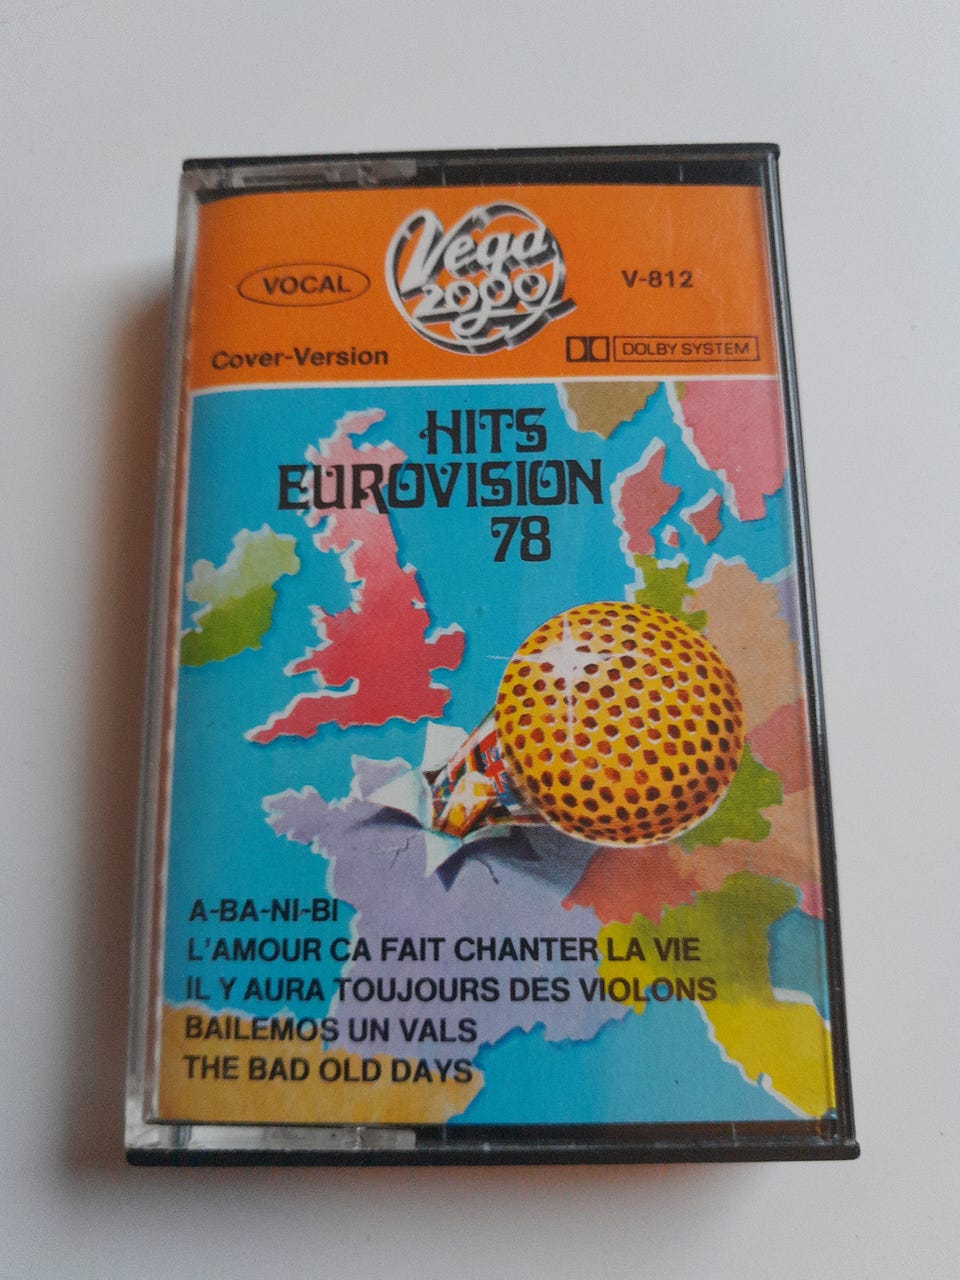 Vega
2000
VOCAL
V-812
Cover-Version
DOLBY SYSTEM
HITS
EUROVISION
78
A-BA-NI-BI
L'AMOUR CA FAIT CHANTER LA VIE
IL Y AURA TOUJOURS DES VIOLONS
BAILEMOS UN VALS
THE BAD OLD DAYS